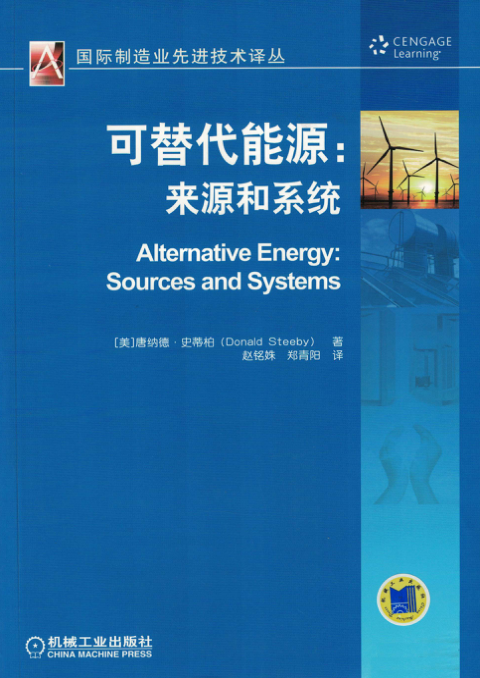 国际制造业先进技术译丛
CENGAGE
Learning
可替代能源：
来源和系统
Alternative Energy:
Sources and Systems
[美]唐纳德·史蒂柏（Donald Steeby） 著
赵铭姝 郑青阳 译
机械工业出版社
CHINA MACHINE PRESS